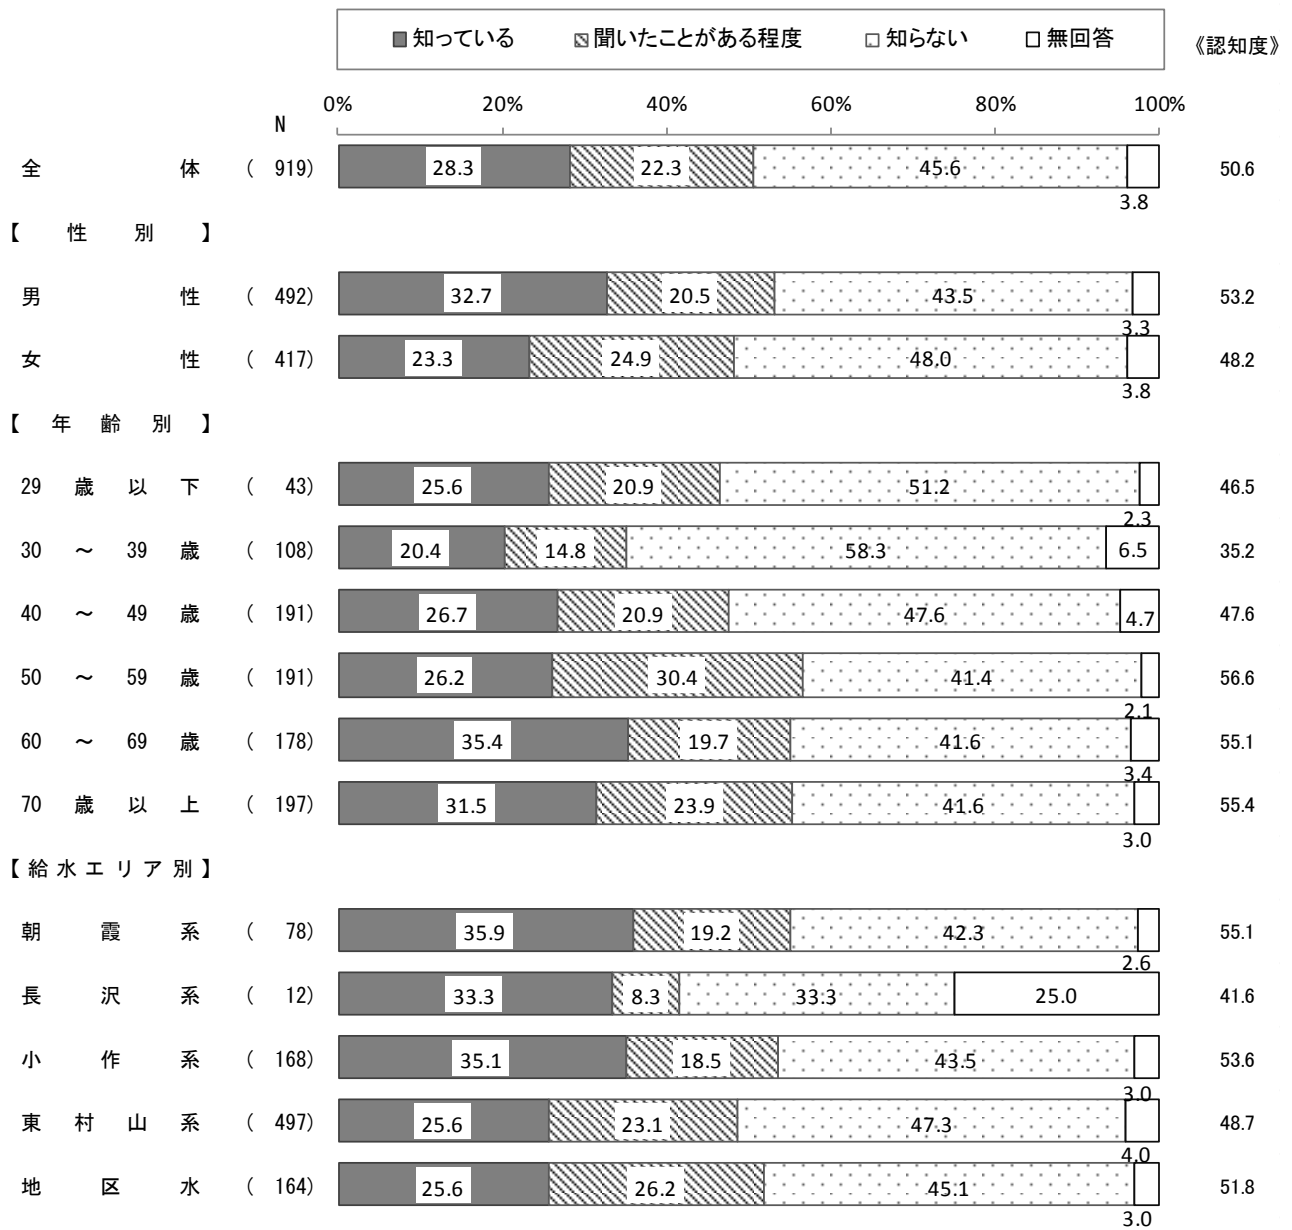 知っている 聞いたことがある程度 知らない 無回答 《認知度》
0% 20% 40% 60% 80% 100%
N
全体 ( 919) 28.3 22.3 45.6 3.8 50.6
【性別】
男性 ( 492) 32.7 20.5 43.5 3.3 53.2
女性 ( 417) 23.3 24.9 48.0 3.8 48.2
【年齢別】
29歳以下 ( 43) 25.6 20.9 51.2 2.3 46.5
30～39歳 ( 108) 20.4 14.8 58.3 6.5 35.2
40～49歳 ( 191) 26.7 20.9 47.6 4.7 47.6
50～59歳 ( 191) 26.2 30.4 41.4 2.1 56.6
60～69歳 ( 178) 35.4 19.7 41.6 3.4 55.1
70歳以上 ( 197) 31.5 23.9 41.6 3.0 55.4
【給水エリア別】
朝霞系 ( 78) 35.9 19.2 42.3 2.6 55.1
長沢系 ( 12) 33.3 8.3 33.3 25.0 41.6
小作系 ( 168) 35.1 18.5 43.5 3.0 53.6
東村山系 ( 497) 25.6 23.1 47.3 4.0 48.7
地区水 ( 164) 25.6 26.2 45.1 3.0 51.8